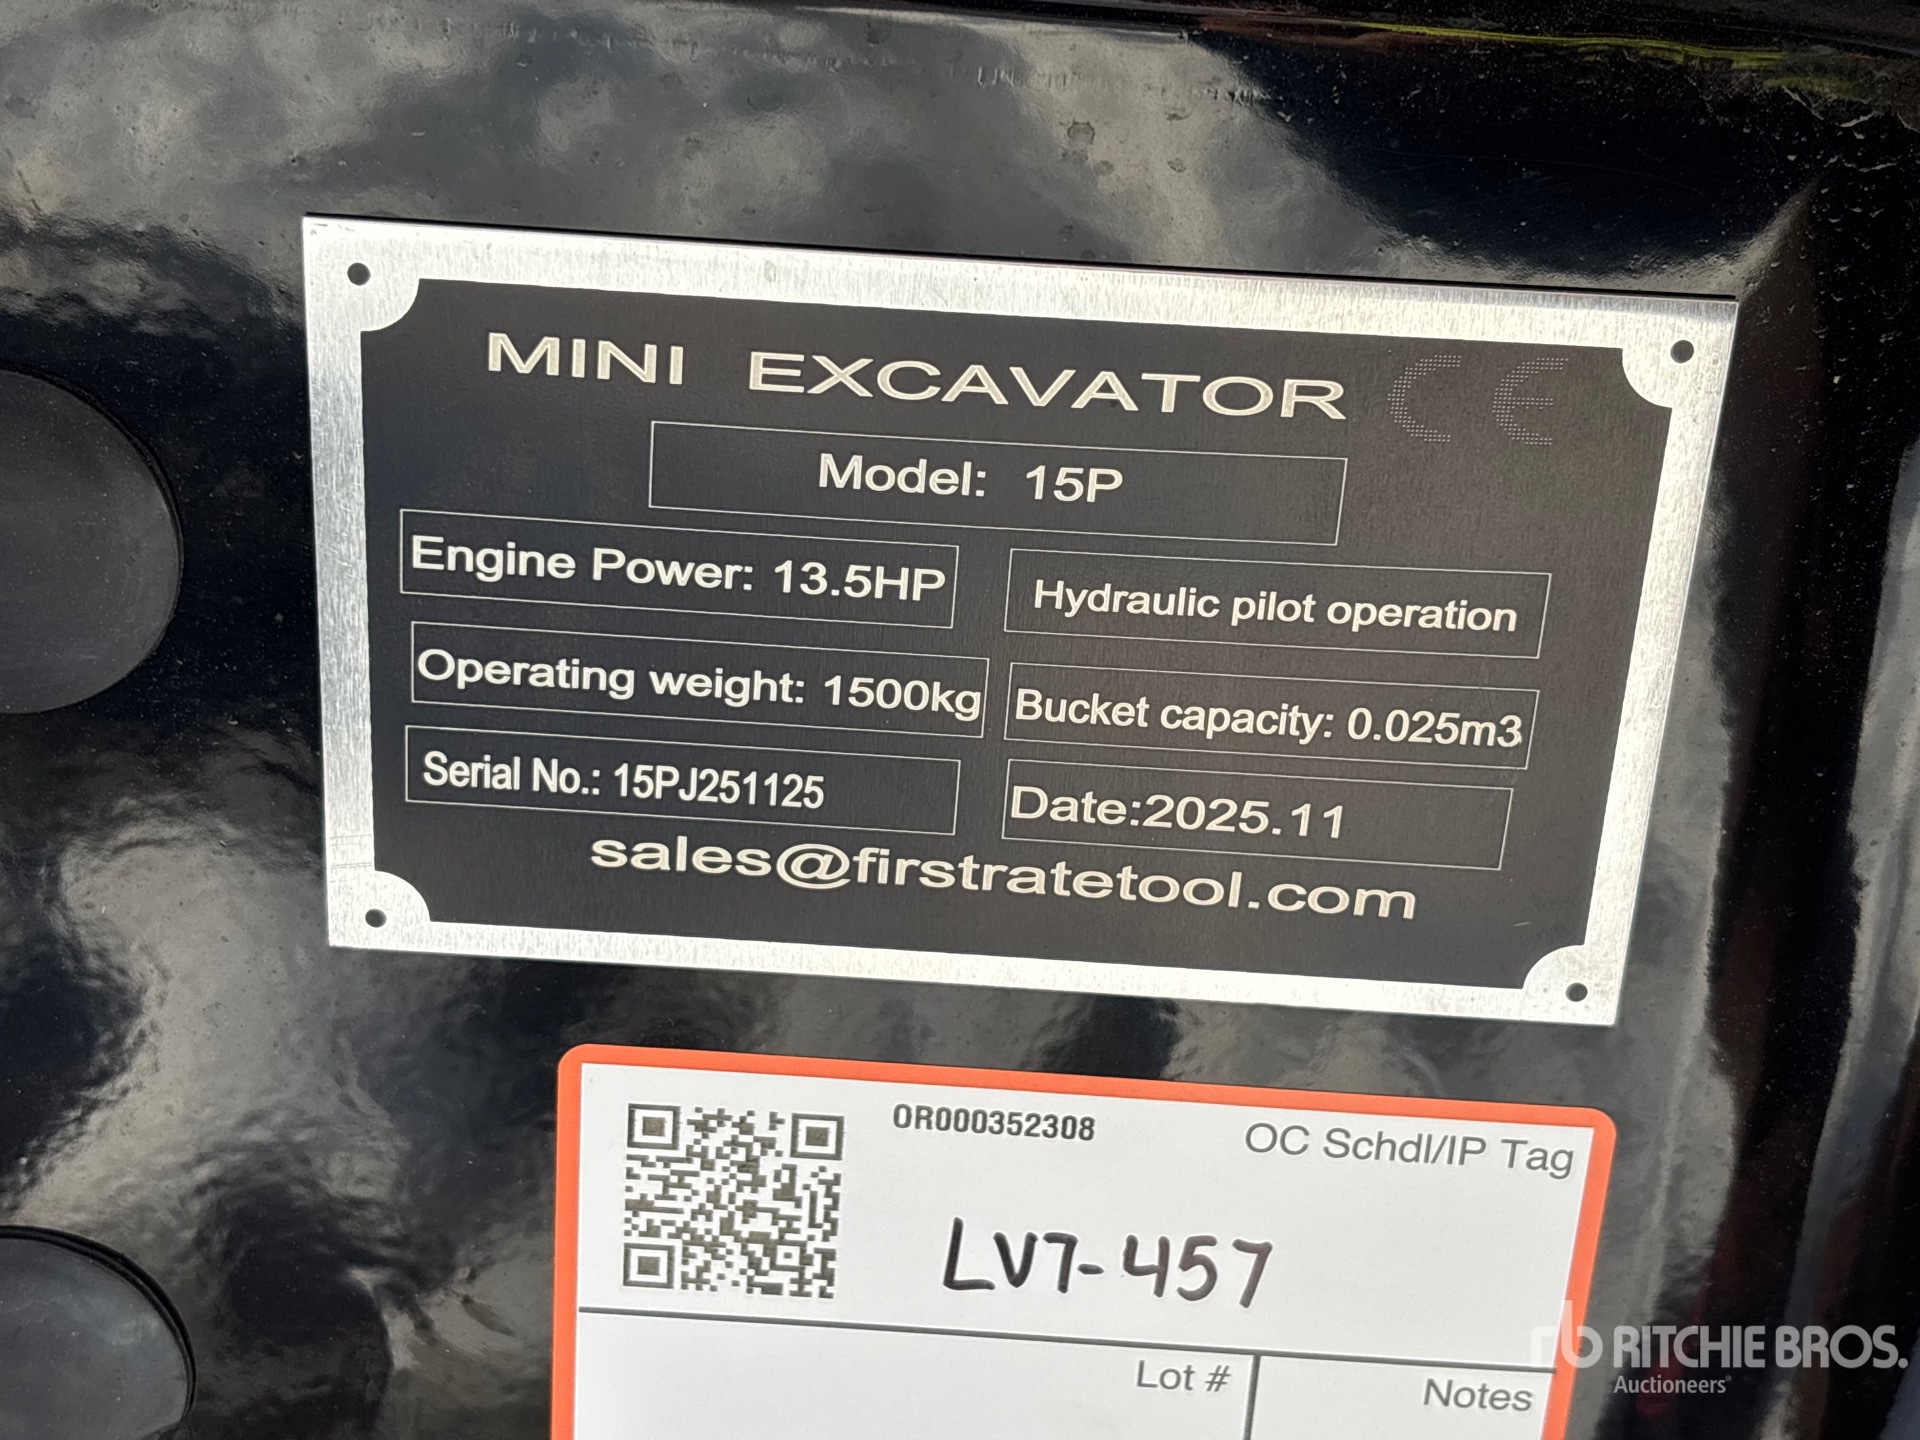 MINI EXCAVATOR CE
Model: 15P
Engine Power: 13.5HP
Hydraulic pilot operation
Operating weight: 1500kg
Bucket capacity: 0.025m3
Serial No.: 15PJ251125
Date:2025.11
sales@firstratetool.com
OR000352308
OC Schdl/IP Tag
LV7-457
Lot #
Notes
rb RITCHIE BROS.
Auctioneers®